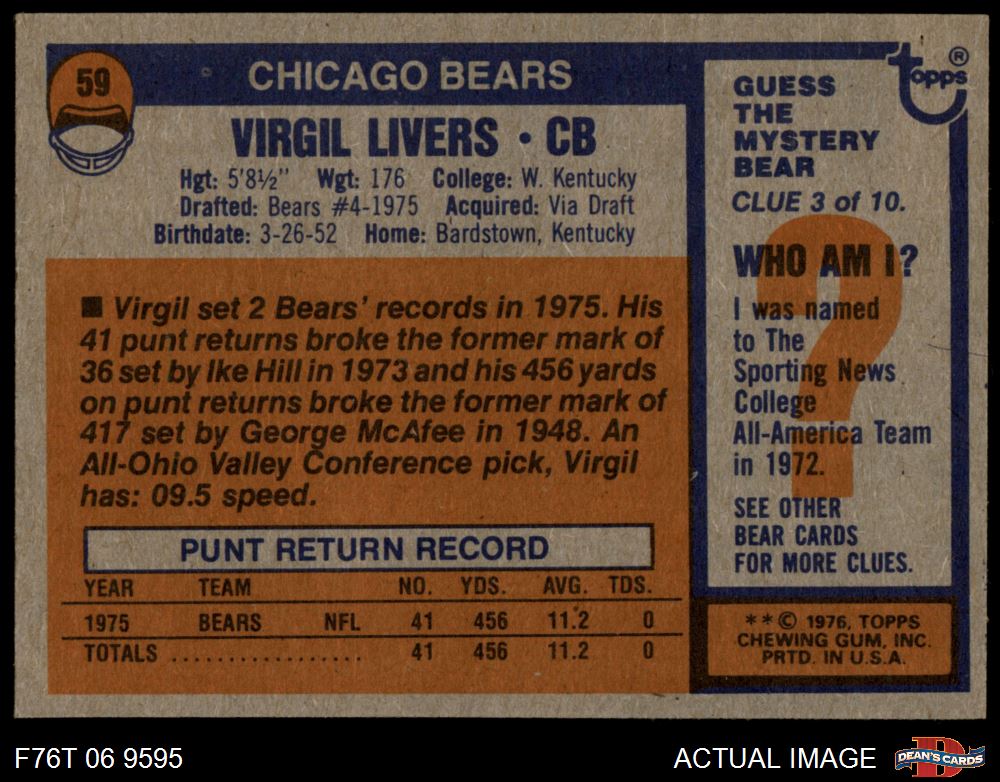 59
CHICAGO BEARS
VIRGIL LIVERS • CB
Hgt: 5'8½" Wgt: 176 College: W. Kentucky
Drafted: Bears #4-1975 Acquired: Via Draft
Birthdate: 3-26-52 Home: Bardstown, Kentucky
■ Virgil set 2 Bears' records in 1975. His
41 punt returns broke the former mark of
36 set by Ike Hill in 1973 and his 456 yards
on punt returns broke the former mark of
417 set by George McAfee in 1948. An
All-Ohio Valley Conference pick, Virgil
has: 09.5 speed.
PUNT RETURN RECORD
YEAR TEAM NO. YDS. AVG. TDS.
1975 BEARS NFL 41 456 11.2 0
TOTALS .................. 41 456 11.2 0
topps ®
GUESS
THE
MYSTERY
BEAR
CLUE 3 of 10.
?
WHO AM I?
I was named
to The
Sporting News
College
All-America Team
in 1972.
SEE OTHER
BEAR CARDS
FOR MORE CLUES.
**© 1976, TOPPS
CHEWING GUM, INC.
PRTD. IN U.S.A.
F76T 06 9595
ACTUAL IMAGE
D
DEAN'S CARDS